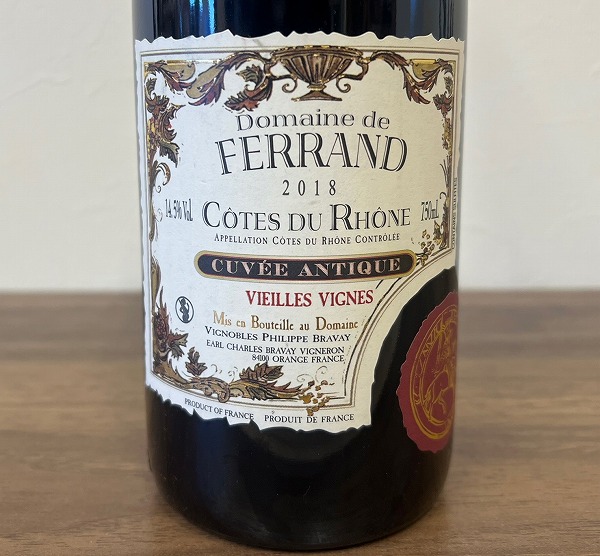 Domaine de
FERRAND
2018
14.5% Vol.
750mL
CÔTES DU RHÔNE
APPELLATION CÔTES DU RHÔNE CONTRÔLÉE
CUVÉE ANTIQUE
VIEILLES VIGNES
Mis en Bouteille au Domaine
VIGNOBLES PHILIPPE BRAVAY
EARL CHARLES BRAVAY VIGNERON
84100 ORANGE FRANCE
PRODUCT OF FRANCE PRODUIT DE FRANCE